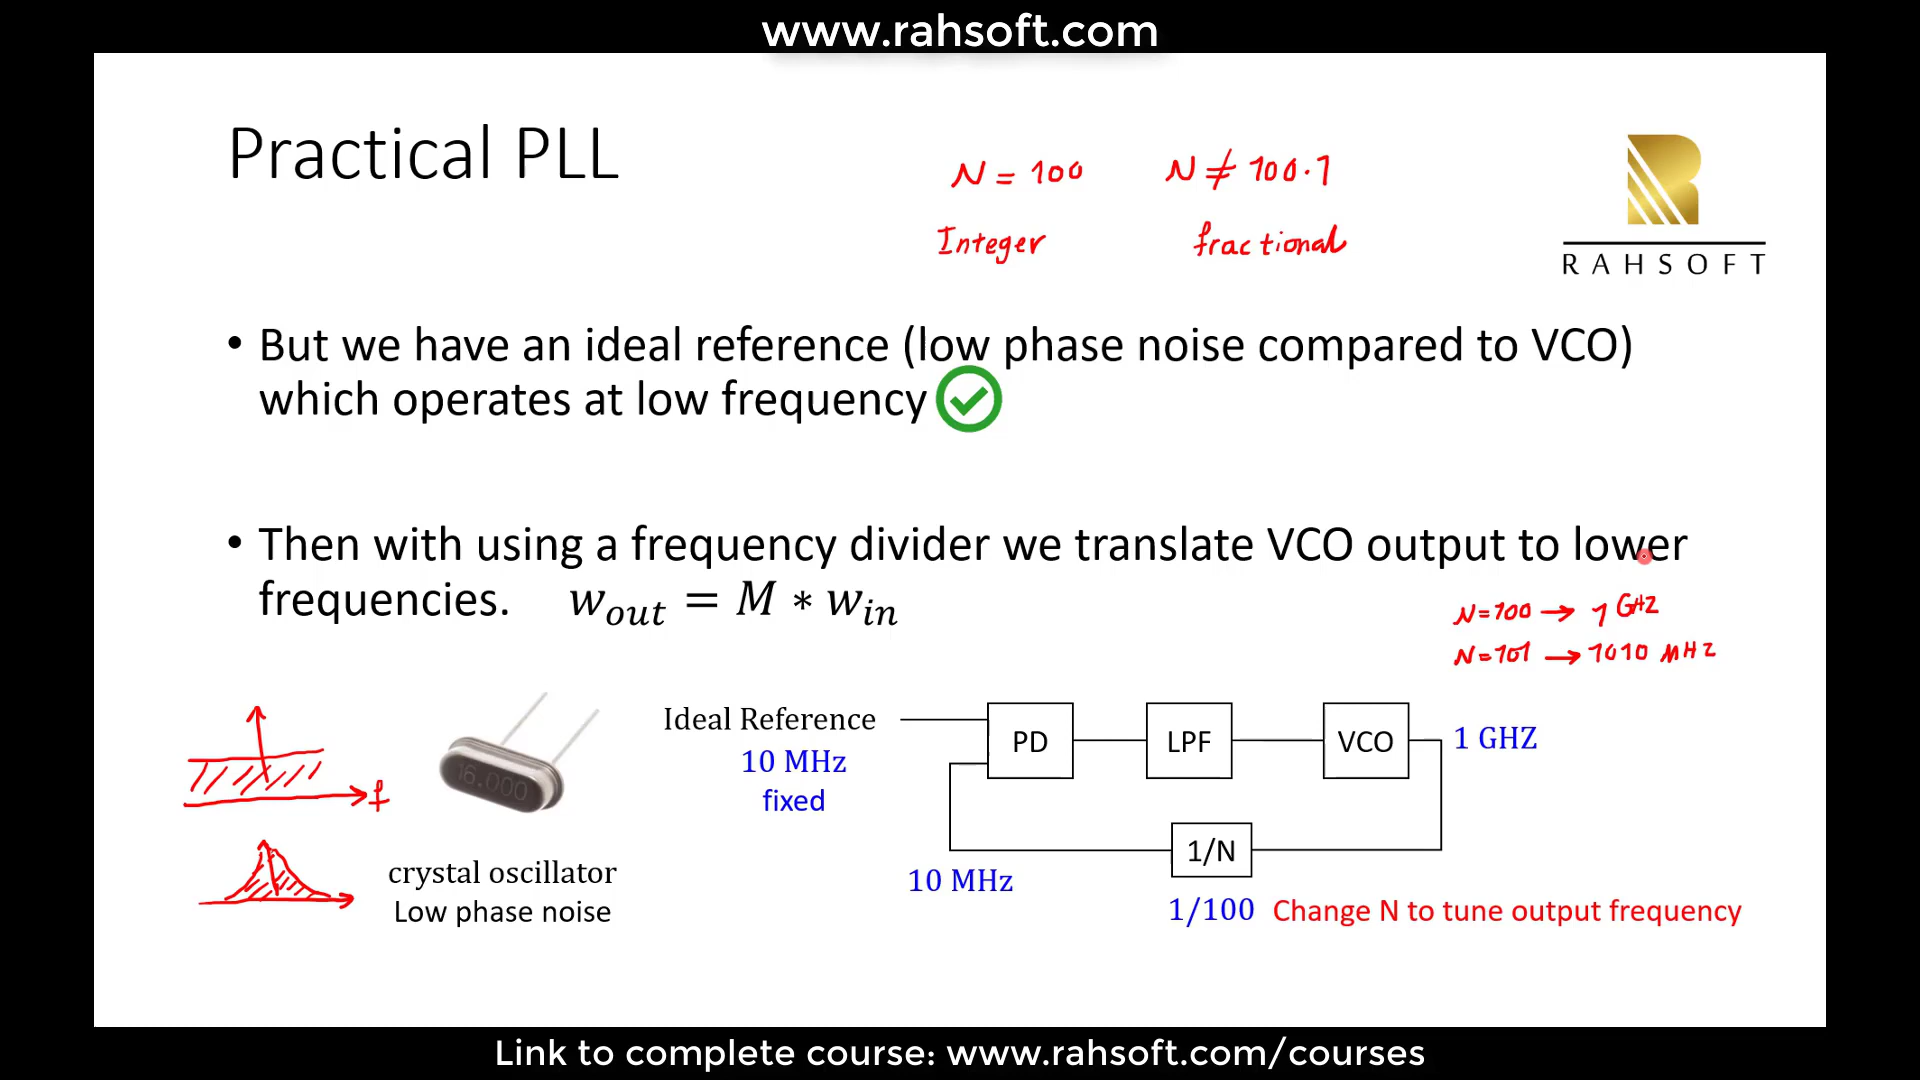 www.rahsoft.com
Practical PLL
N = 100 N ≠ 100.1
Integer fractional
RAHSOFT
• But we have an ideal reference (low phase noise compared to VCO)
which operates at low frequency
• Then with using a frequency divider we translate VCO output to lower
frequencies. w_out = M * w_in
N=100 → 1 GHZ
N=101 → 1010 MHZ
f
16.000
crystal oscillator
Low phase noise
Ideal Reference
10 MHz
fixed
PD
LPF
VCO
1 GHZ
1/N
10 MHz
1/100 Change N to tune output frequency
Link to complete course: www.rahsoft.com/courses